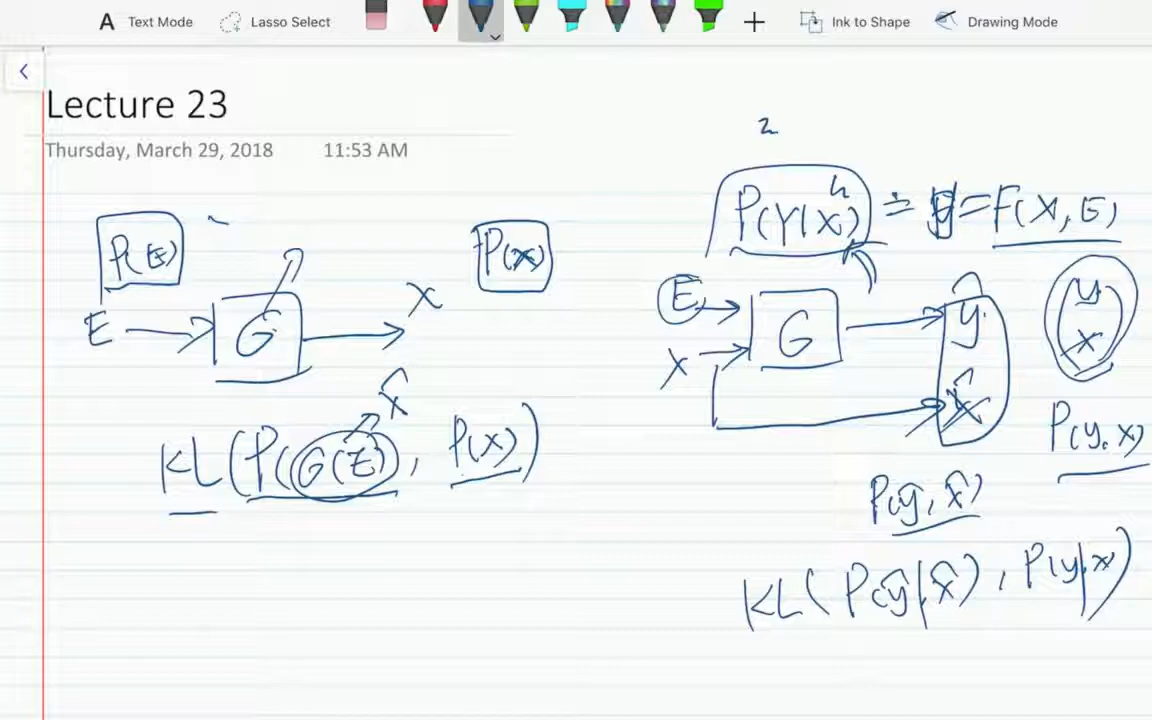 Text Mode
Lasso Select
Ink to Shape
Drawing Mode
Lecture 23
Thursday, March 29, 2018 11:53 AM
P(E)
P(x)
E
G
X
X̂
KL(P(G(E), P(x))
P(Y|X) ≐ = F(X, E)
E
X
G
ŷ
X̂
y
x
P(y, x)
P(ŷ, x̂)
KL(P(ŷ|x̂), P(y|x))